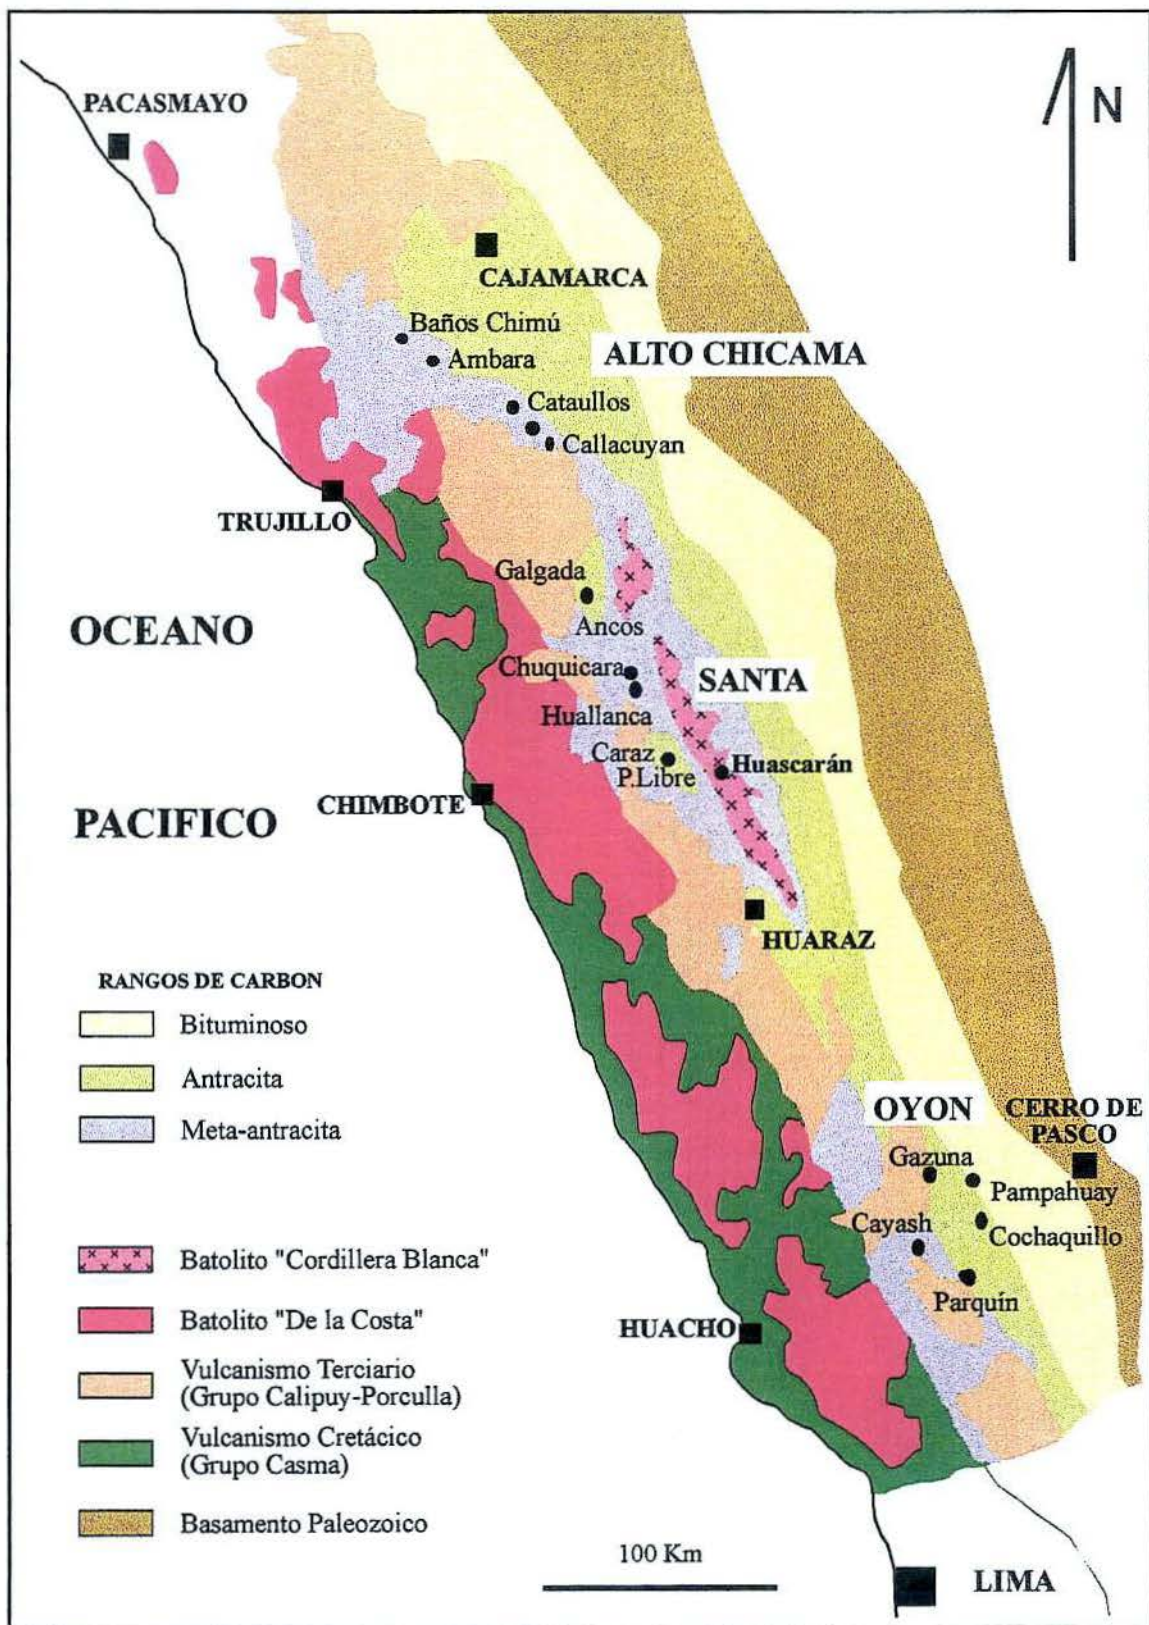 PACASMAYO
N
CAJAMARCA
Baños Chimú
ALTO CHICAMA
Ambara
Cataullos
Callacuyan
TRUJILLO
Galgada
OCEANO
Ancos
Chuquicara
SANTA
Huallanca
Caraz
Huascarán
P.Libre
CHIMBOTE
PACIFICO
HUARAZ
RANGOS DE CARBON
Bituminoso
Antracita
Meta-antracita
OYON
CERRO DE
PASCO
Gazuna
Pampahuay
Cayash
Cochaquillo
Parquín
HUACHO
Batolito "Cordillera Blanca"
Batolito "De la Costa"
Vulcanismo Terciario
(Grupo Calipuy-Porculla)
Vulcanismo Cretácico
(Grupo Casma)
Basamento Paleozoico
100 Km
LIMA